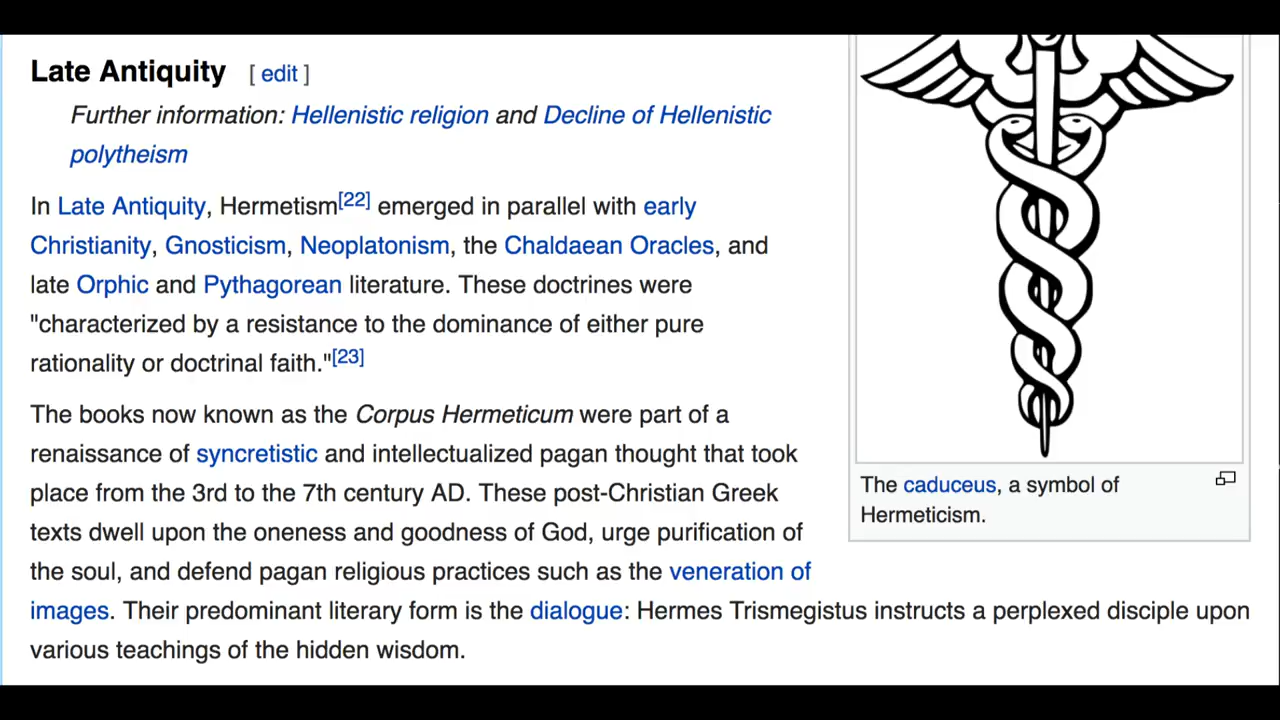 Late Antiquity [ edit ]
Further information: Hellenistic religion and Decline of Hellenistic
polytheism
In Late Antiquity, Hermetism[22] emerged in parallel with early
Christianity, Gnosticism, Neoplatonism, the Chaldaean Oracles, and
late Orphic and Pythagorean literature. These doctrines were
"characterized by a resistance to the dominance of either pure
rationality or doctrinal faith."[23]
The books now known as the Corpus Hermeticum were part of a
renaissance of syncretistic and intellectualized pagan thought that took
place from the 3rd to the 7th century AD. These post-Christian Greek
texts dwell upon the oneness and goodness of God, urge purification of
the soul, and defend pagan religious practices such as the veneration of
images. Their predominant literary form is the dialogue: Hermes Trismegistus instructs a perplexed disciple upon
various teachings of the hidden wisdom.
The caduceus, a symbol of
Hermeticism.